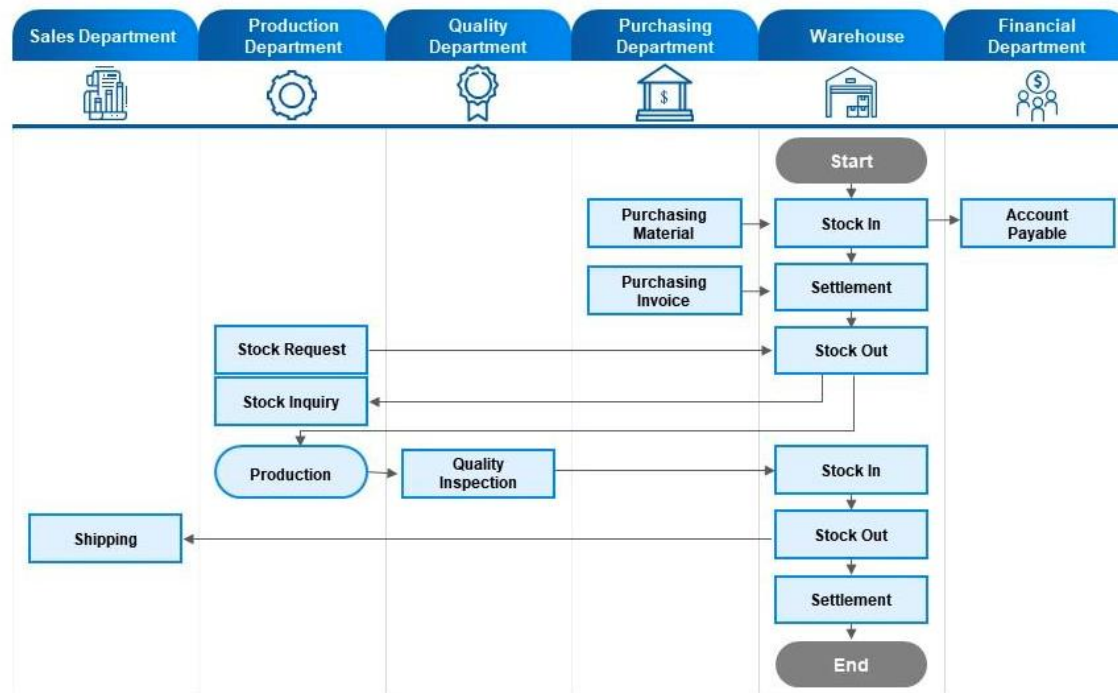 Sales Department
Production
Department
Quality
Department
Purchasing
Department
Warehouse
Financial
Department
$
$
Start
Purchasing
Material
Stock In
Account
Payable
Purchasing
Invoice
Settlement
Stock Request
Stock Out
Stock Inquiry
Production
Quality
Inspection
Stock In
Shipping
Stock Out
Settlement
End